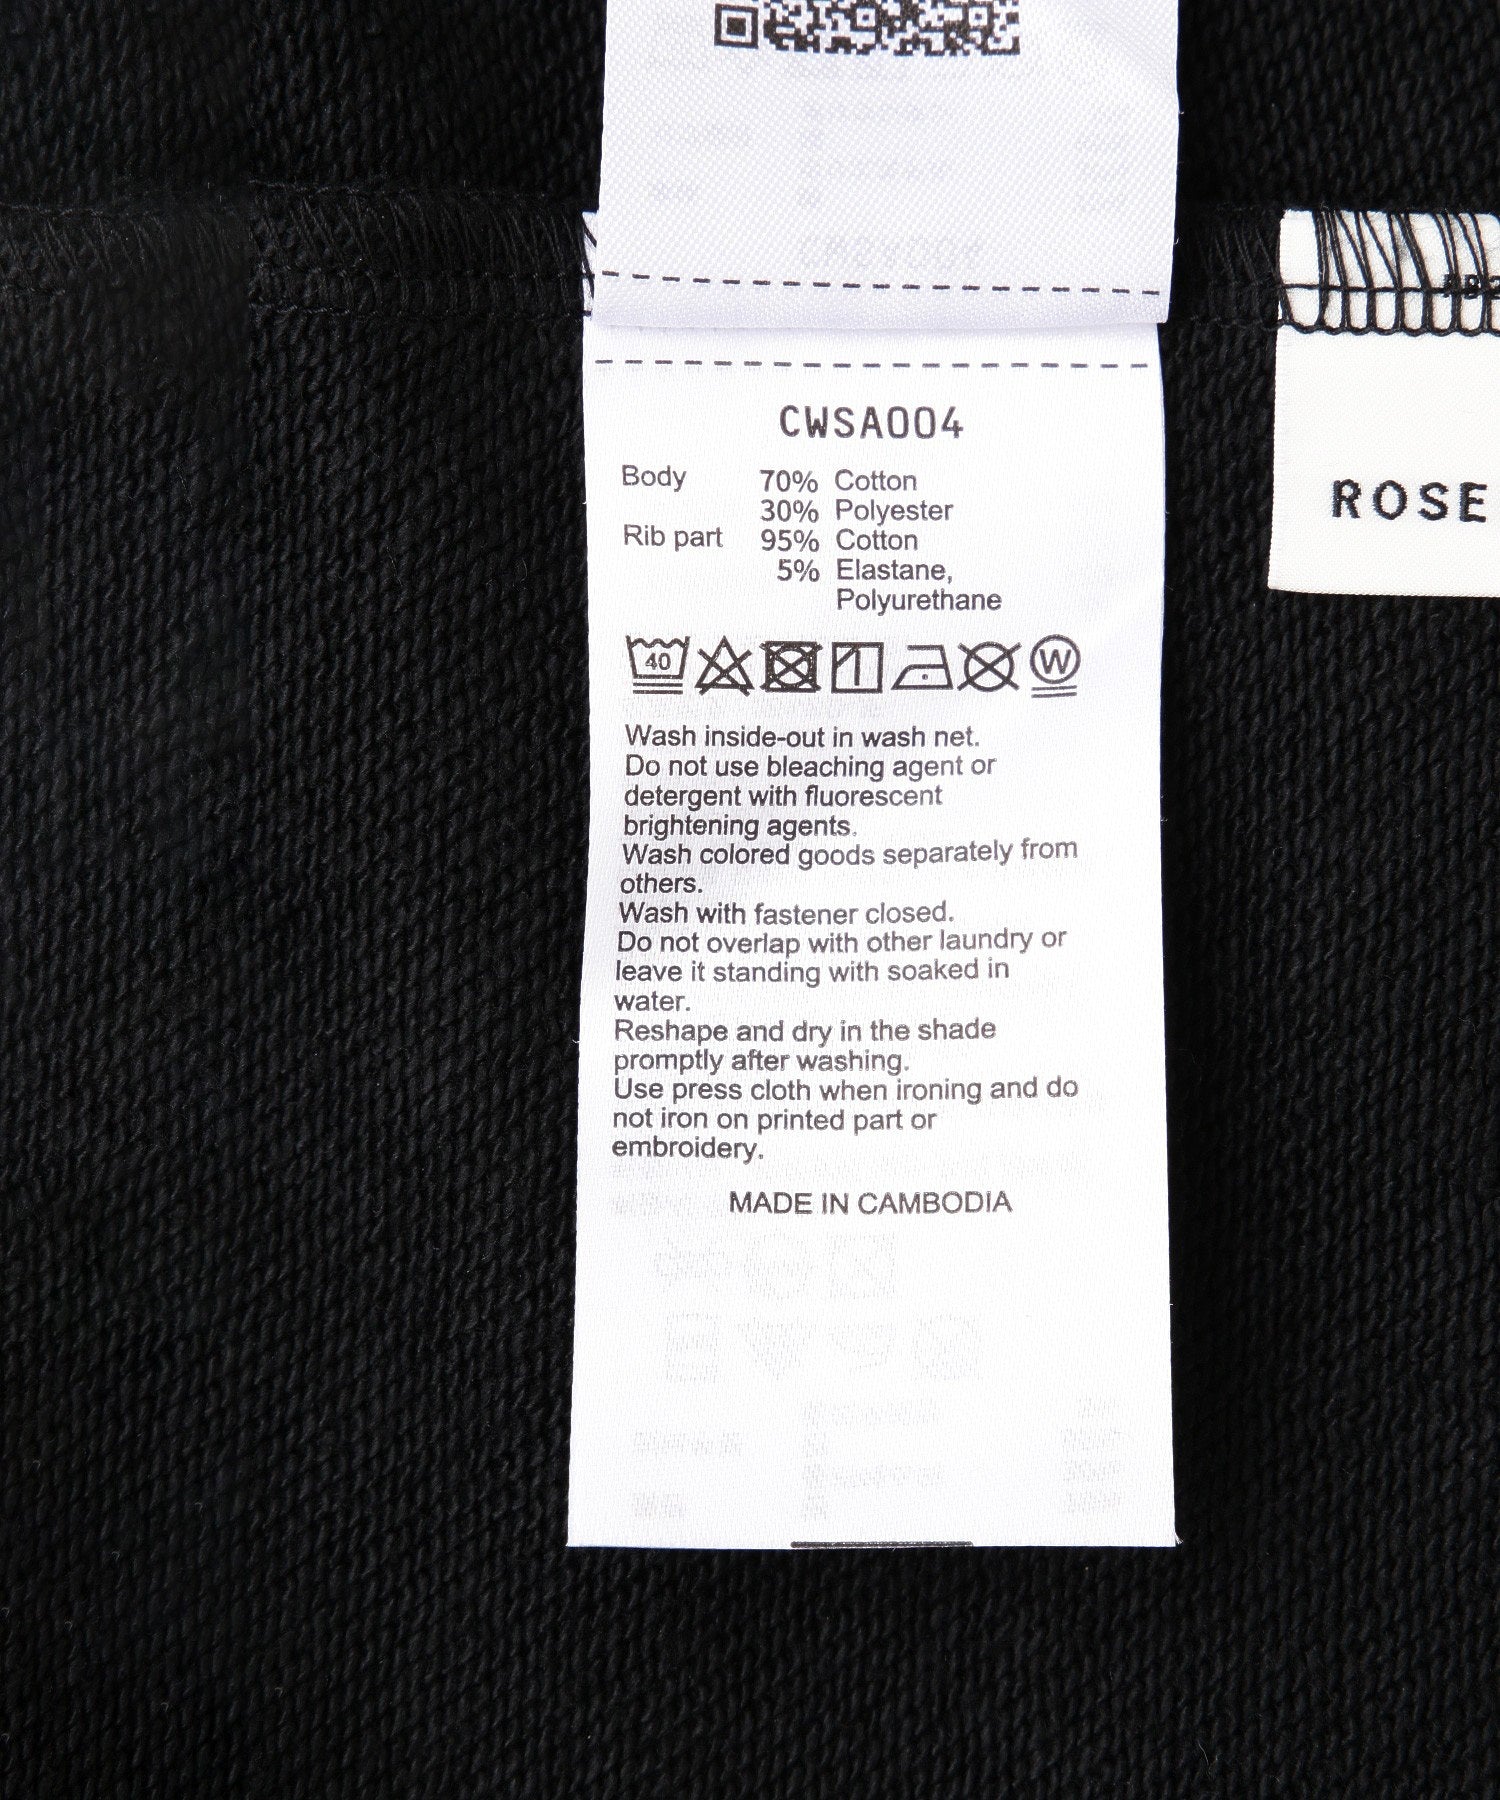 CWSA004
Body 70% Cotton
30% Polyester
Rib part 95% Cotton
5% Elastane,
Polyurethane
40 W
Wash inside-out in wash net.
Do not use bleaching agent or
detergent with fluorescent
brightening agents.
Wash colored goods separately from
others.
Wash with fastener closed.
Do not overlap with other laundry or
leave it standing with soaked in
water.
Reshape and dry in the shade
promptly after washing.
Use press cloth when ironing and do
not iron on printed part or
embroidery.
MADE IN CAMBODIA
ROSE